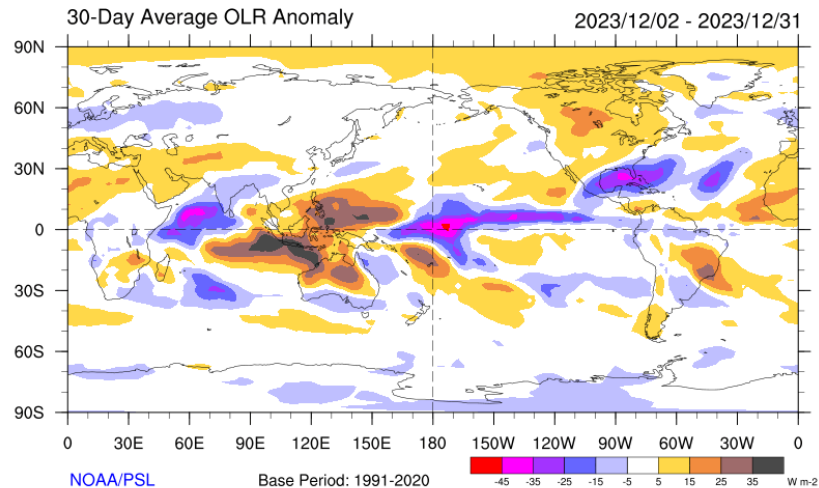 30-Day Average OLR Anomaly 2023/12/02 - 2023/12/31
90N
60N
30N
0
30S
60S
90S
0 30E 60E 90E 120E 150E 180 150W 120W 90W 60W 30W 0
NOAA/PSL Base Period: 1991-2020
-45 -35 -25 -15 -5 5 15 25 35 W m-2